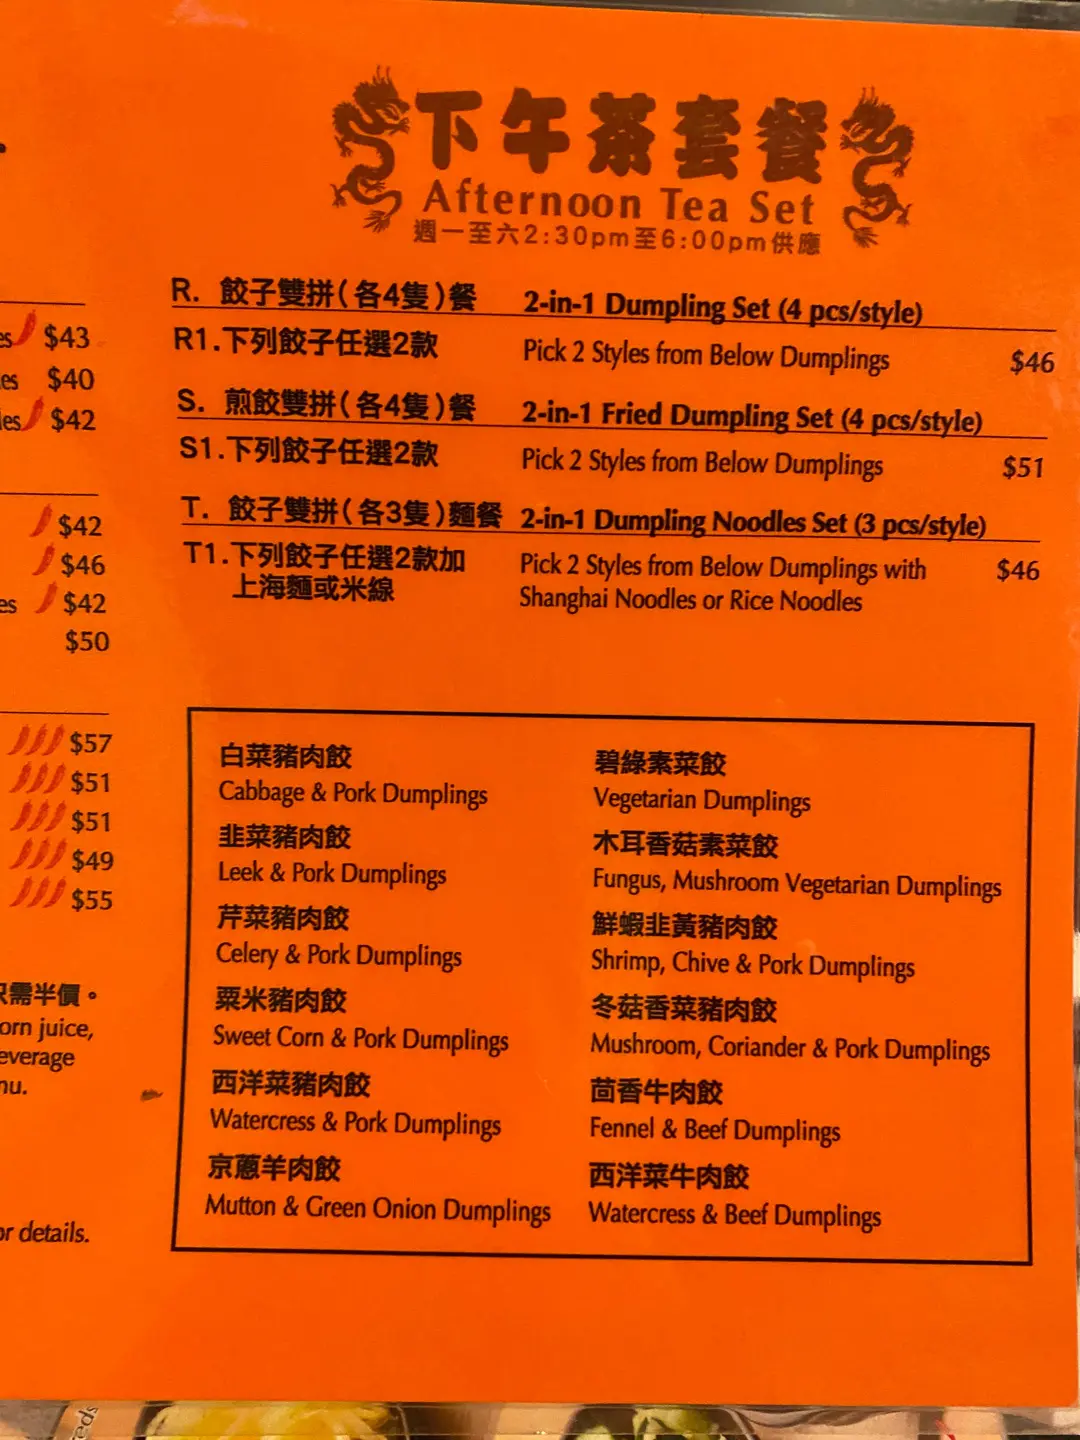 下午茶套餐
Afternoon Tea Set
週一至六2:30pm至6:00pm供應
R. 餃子雙拼(各4隻)餐 2-in-1 Dumpling Set (4 pcs/style)
R1.下列餃子任選2款 Pick 2 Styles from Below Dumplings $46
S. 煎餃雙拼(各4隻)餐 2-in-1 Fried Dumpling Set (4 pcs/style)
S1.下列餃子任選2款 Pick 2 Styles from Below Dumplings $51
T. 餃子雙拼(各3隻)麵餐 2-in-1 Dumpling Noodles Set (3 pcs/style)
T1.下列餃子任選2款加 Pick 2 Styles from Below Dumplings with $46
上海麵或米線 Shanghai Noodles or Rice Noodles
白菜豬肉餃
Cabbage & Pork Dumplings
韭菜豬肉餃
Leek & Pork Dumplings
芹菜豬肉餃
Celery & Pork Dumplings
粟米豬肉餃
Sweet Corn & Pork Dumplings
西洋菜豬肉餃
Watercress & Pork Dumplings
京蔥羊肉餃
Mutton & Green Onion Dumplings
碧綠素菜餃
Vegetarian Dumplings
木耳香菇素菜餃
Fungus, Mushroom Vegetarian Dumplings
鮮蝦韭黃豬肉餃
Shrimp, Chive & Pork Dumplings
冬菇香菜豬肉餃
Mushroom, Coriander & Pork Dumplings
茴香牛肉餃
Fennel & Beef Dumplings
西洋菜牛肉餃
Watercress & Beef Dumplings
$43
$40
$42
$42
$46
$42
$50
$57
$51
$51
$49
$55
需半價。
orn juice,
everage
nu.
or details.